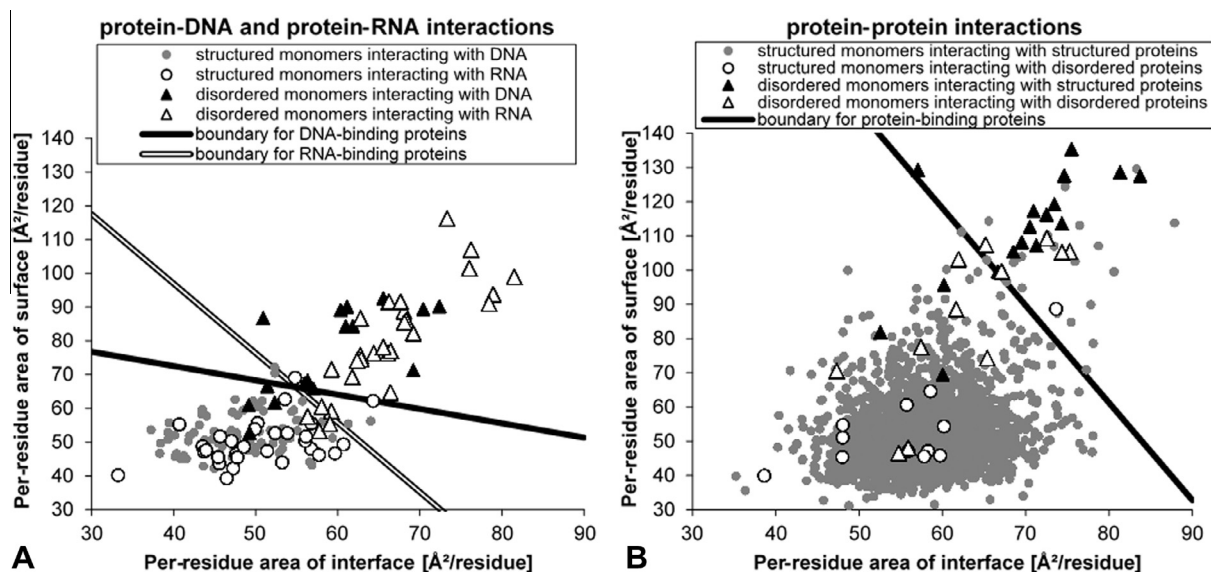 protein-DNA and protein-RNA interactions
structured monomers interacting with DNA
structured monomers interacting with RNA
disordered monomers interacting with DNA
disordered monomers interacting with RNA
boundary for DNA-binding proteins
boundary for RNA-binding proteins
Per-residue area of surface [Å²/residue]
140
130
120
110
100
90
80
70
60
50
40
30
30 40 50 60 70 80 90
Per-residue area of interface [Å²/residue]
A
protein-protein interactions
structured monomers interacting with structured proteins
structured monomers interacting with disordered proteins
disordered monomers interacting with structured proteins
disordered monomers interacting with disordered proteins
boundary for protein-binding proteins
Per-residue area of surface [Å²/residue]
140
130
120
110
100
90
80
70
60
50
40
30
30 40 50 60 70 80 90
Per-residue area of interface [Å²/residue]
B